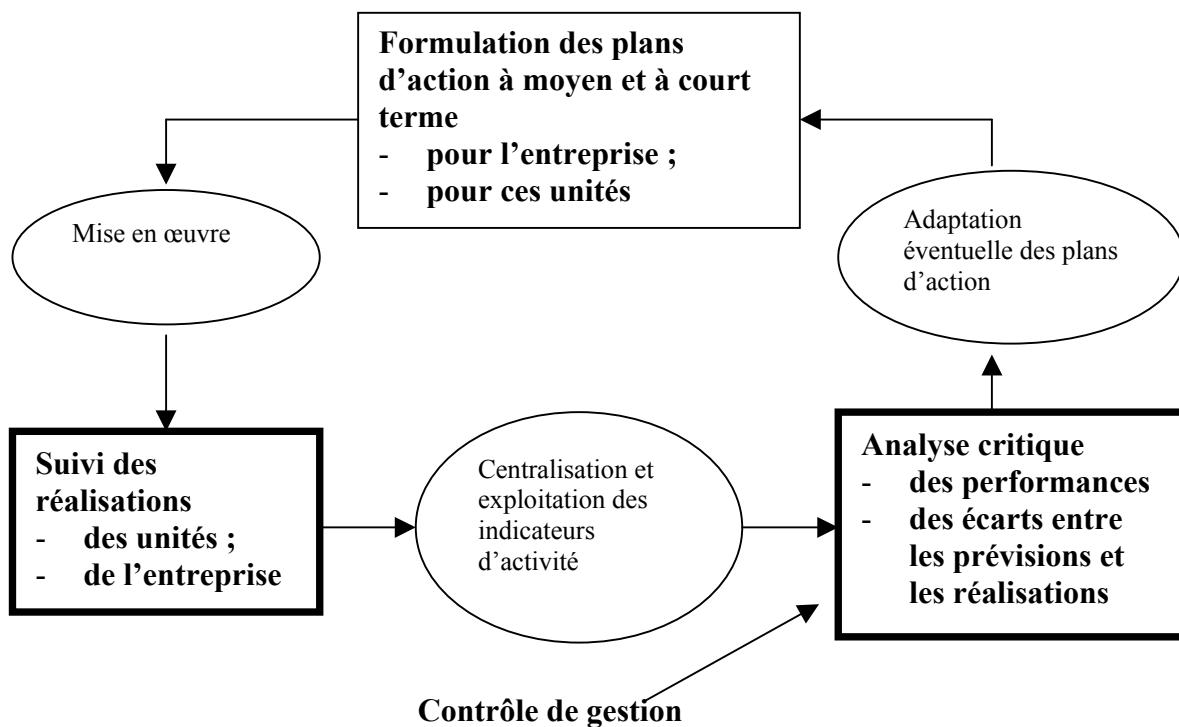 Formulation des plans
d’action à moyen et à court
terme
- pour l’entreprise ;
- pour ces unités
Mise en œuvre
Adaptation
éventuelle des plans
d’action
Suivi des
réalisations
- des unités ;
- de l’entreprise
Centralisation et
exploitation des
indicateurs
d’activité
Analyse critique
- des performances
- des écarts entre
les prévisions et
les réalisations
Contrôle de gestion